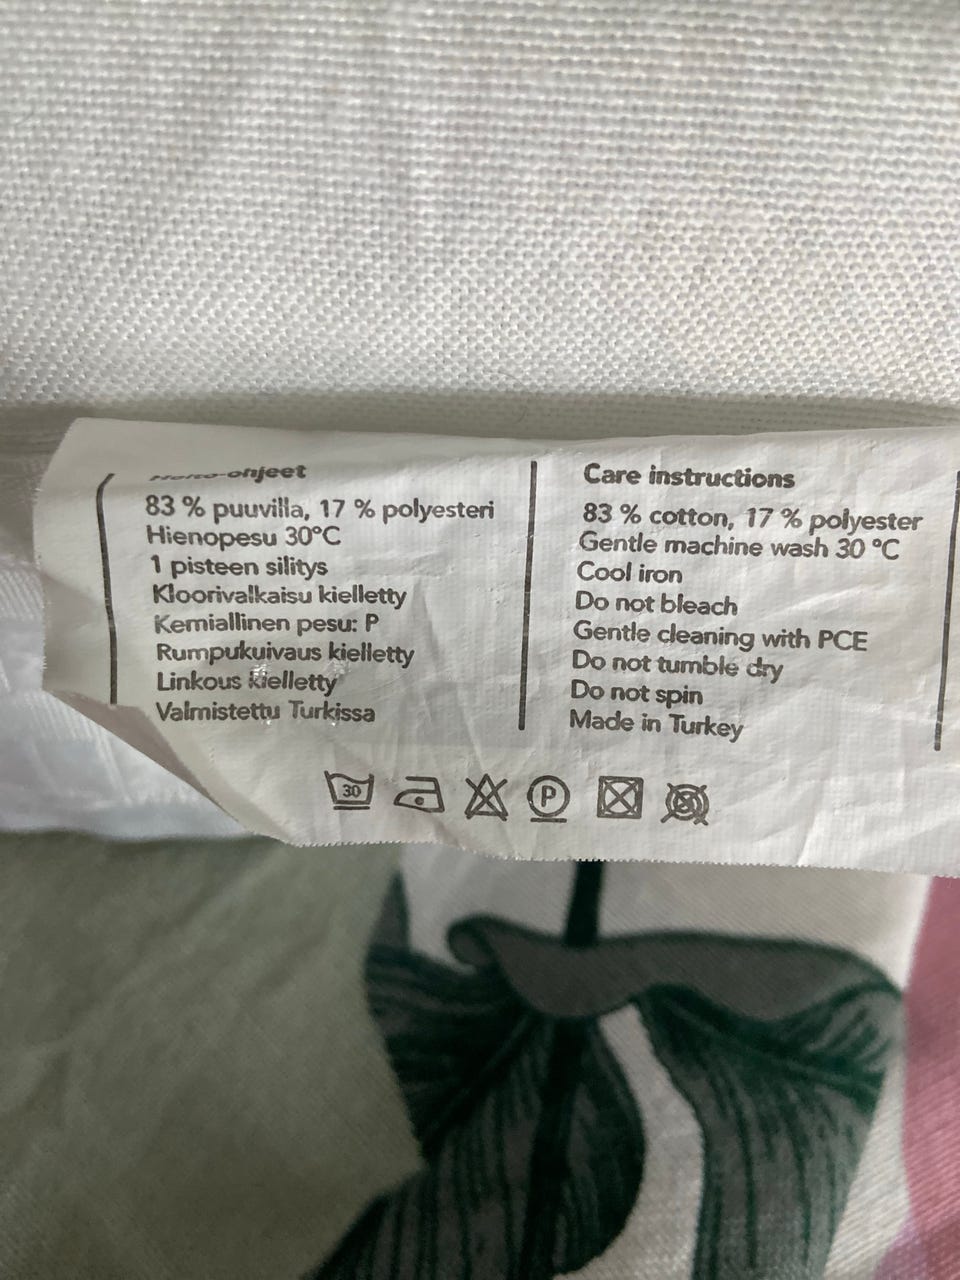 Hoito-ohjeet
83 % puuvilla, 17 % polyesteri
Hienopesu 30°C
1 pisteen silitys
Kloorivalkaisu kielletty
Kemiallinen pesu: P
Rumpukuivaus kielletty
Linkous kielletty
Valmistettu Turkissa
Care instructions
83 % cotton, 17 % polyester
Gentle machine wash 30 °C
Cool iron
Do not bleach
Gentle cleaning with PCE
Do not tumble dry
Do not spin
Made in Turkey
30 P